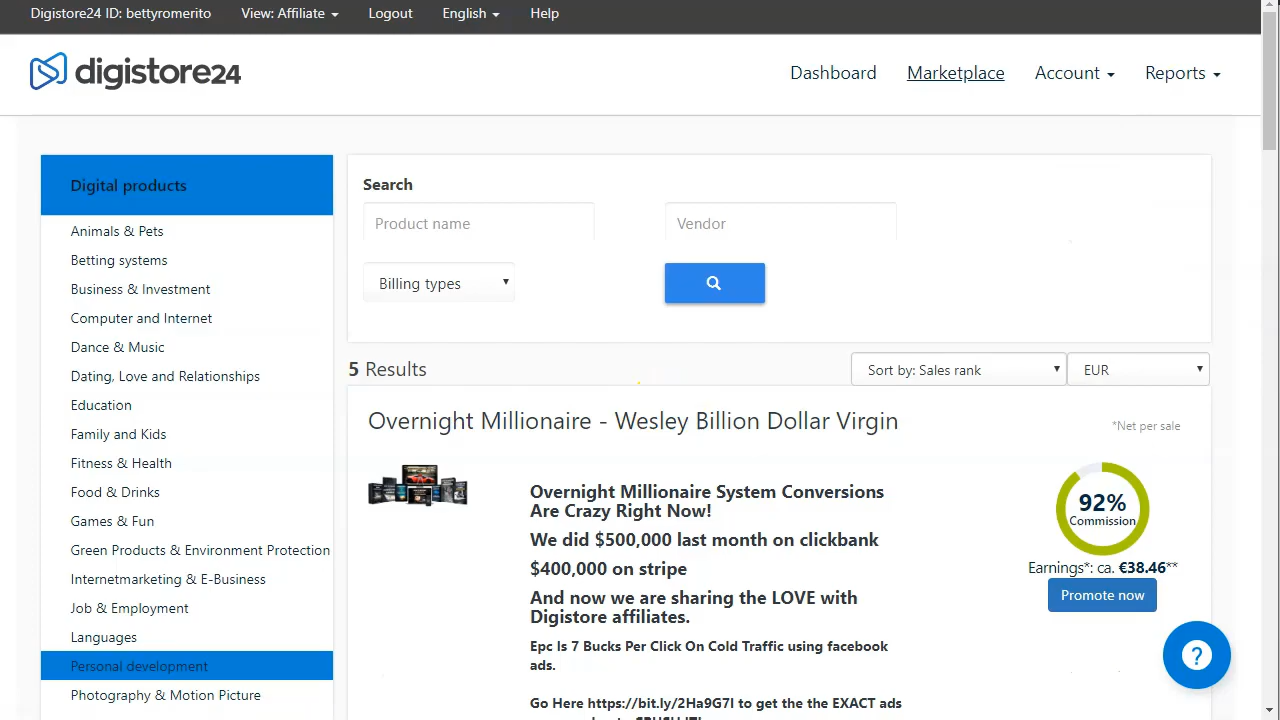 Digistore24 ID: bettyromerito View: Affiliate Logout English Help
digistore24
Dashboard Marketplace Account Reports
Digital products
Animals & Pets
Betting systems
Business & Investment
Computer and Internet
Dance & Music
Dating, Love and Relationships
Education
Family and Kids
Fitness & Health
Food & Drinks
Games & Fun
Green Products & Environment Protection
Internetmarketing & E-Business
Job & Employment
Languages
Personal development
Photography & Motion Picture
Search
Product name Vendor
Billing types
5 Results
Sort by: Sales rank EUR
Overnight Millionaire - Wesley Billion Dollar Virgin
*Net per sale
Overnight Millionaire System Conversions
Are Crazy Right Now!
We did $500,000 last month on clickbank
$400,000 on stripe
And now we are sharing the LOVE with
Digistore affiliates.
Epc Is 7 Bucks Per Click On Cold Traffic using facebook
ads.
Go Here https://bit.ly/2Ha9G7I to get the the EXACT ads
92%
Commission
Earnings*: ca. €38.46**
Promote now
?